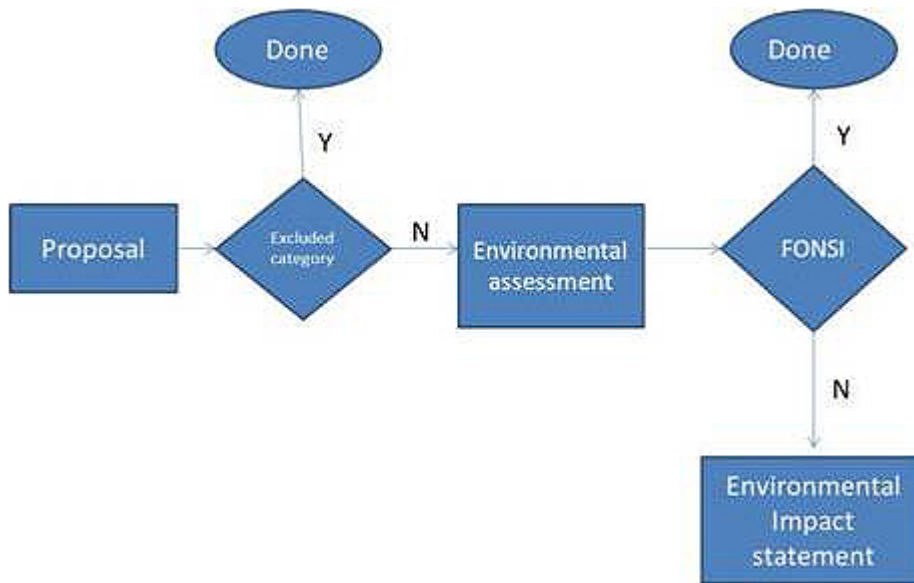 Done
Done
Y
Y
Proposal
Excluded
category
N
Environmental
assessment
FONSI
N
Environmental
Impact
statement